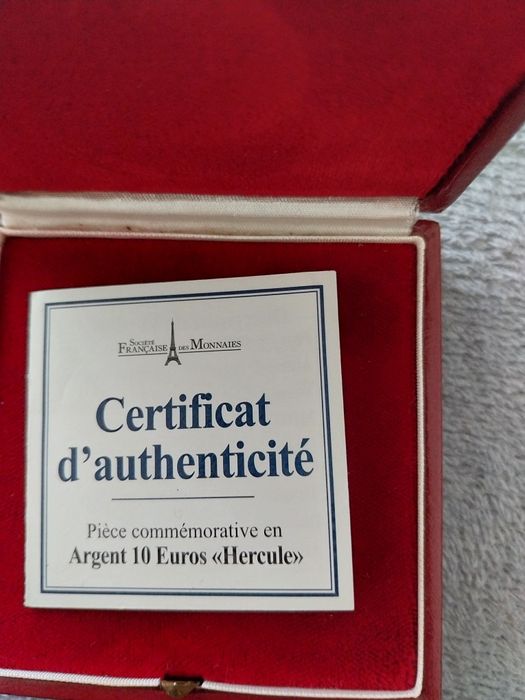 SOCIÉTÉ
FRANÇAISE DES MONNAIES
Certificat
d’authenticité
Pièce commémorative en
Argent 10 Euros «Hercule»